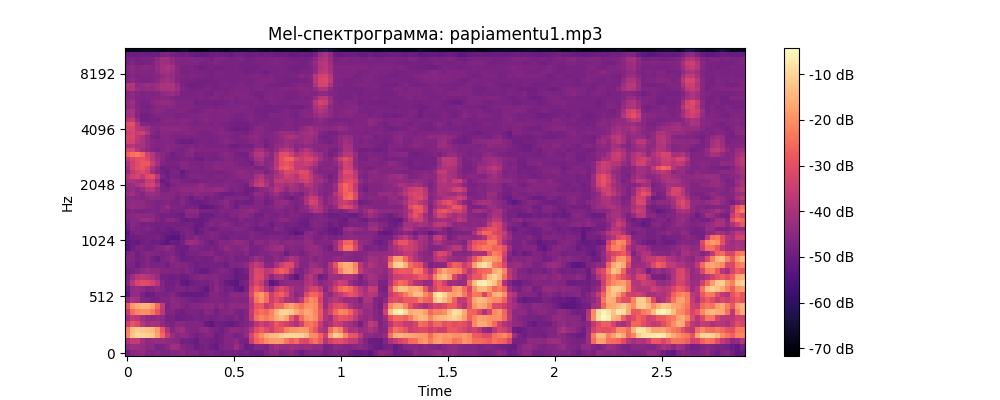 Mel-спектрограмма: papiamentu1.mp3
8192
4096
2048
1024
512
0
Hz
0
0.5
1
1.5
2
2.5
Time
-10 dB
-20 dB
-30 dB
-40 dB
-50 dB
-60 dB
-70 dB